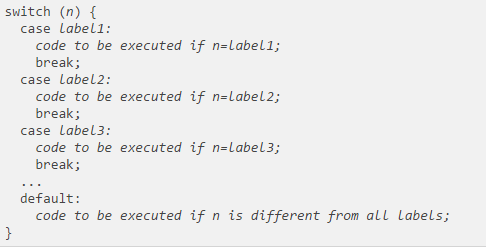 switch (n) {
  case label1:
    code to be executed if n=label1;
    break;
  case label2:
    code to be executed if n=label2;
    break;
  case label3:
    code to be executed if n=label3;
    break;
  ...
  default:
    code to be executed if n is different from all labels;
}